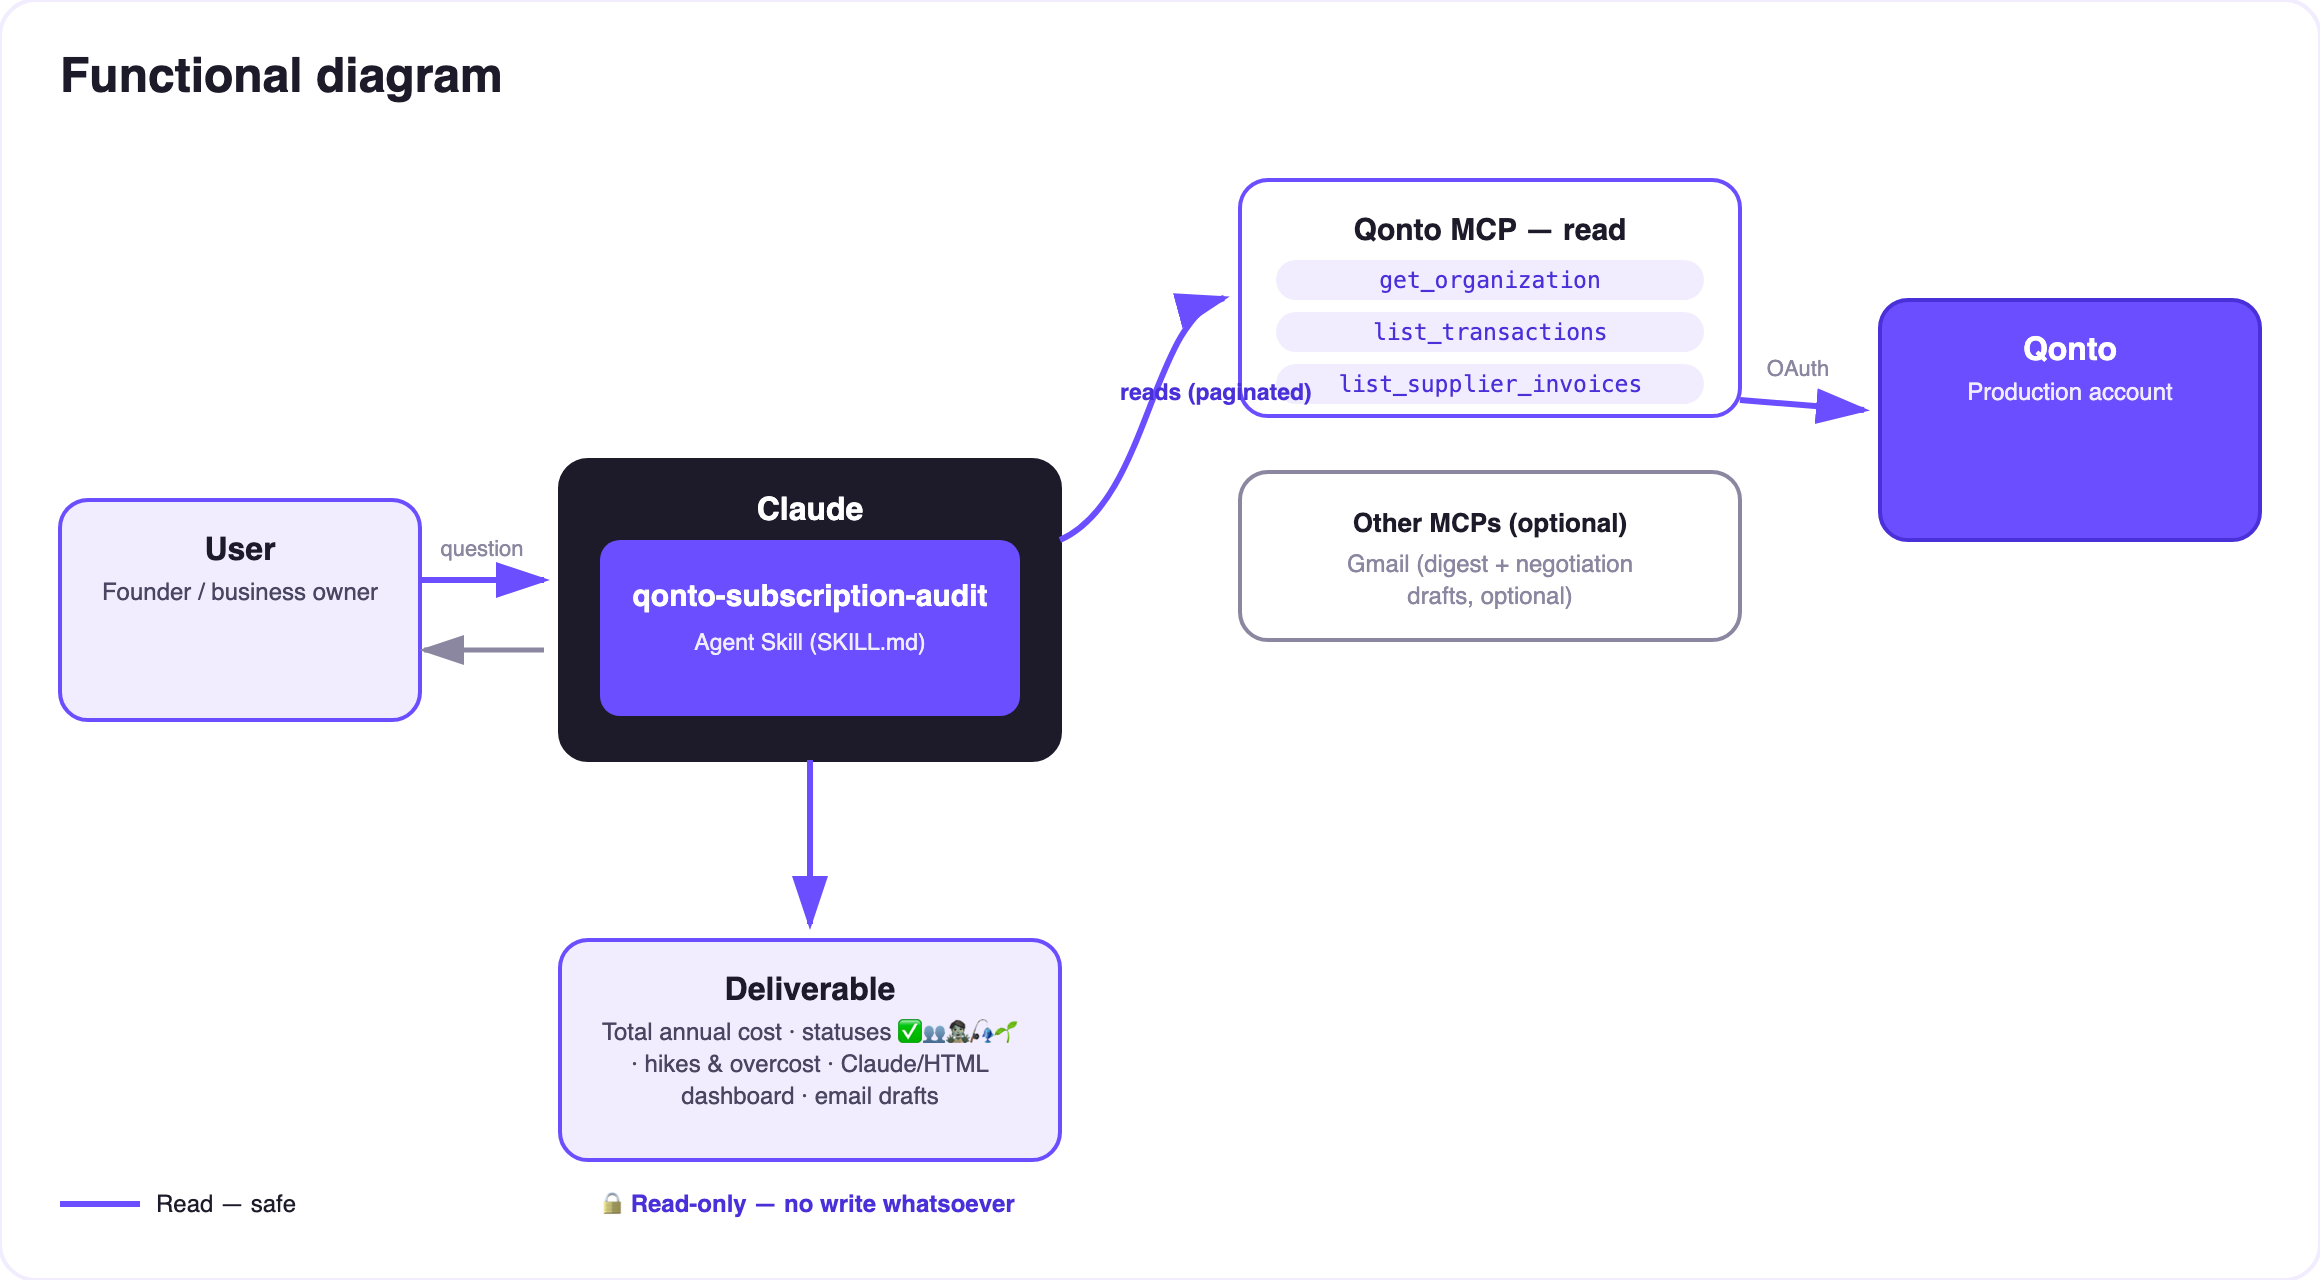 Functional diagram
Qonto MCP — read
get_organization
list_transactions
list_supplier_invoices
reads (paginated)
OAuth
Qonto
Production account
Claude
qonto-subscription-audit
Agent Skill (SKILL.md)
User
Founder / business owner
question
Other MCPs (optional)
Gmail (digest + negotiation
drafts, optional)
Deliverable
Total annual cost · statuses ✅👥🧟🎣🌱
· hikes & overcost · Claude/HTML
dashboard · email drafts
Read — safe
🔒 Read-only — no write whatsoever